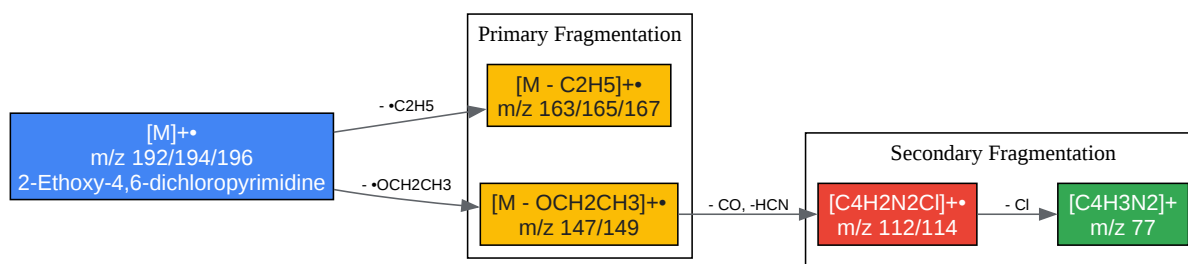 Primary Fragmentation
[M - C2H5]+•
m/z 163/165/167
- •C2H5
[M]+•
m/z 192/194/196
2-Ethoxy-4,6-dichloropyrimidine
- •OCH2CH3
[M - OCH2CH3]+•
m/z 147/149
- CO, -HCN
Secondary Fragmentation
[C4H2N2Cl]+•
m/z 112/114
- Cl
[C4H3N2]+
m/z 77